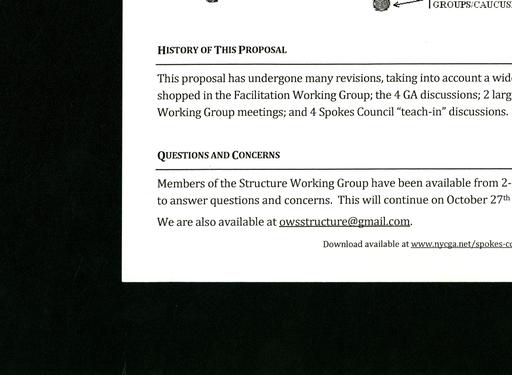 GROUPS/CAUCUS
HISTORY OF THIS PROPOSAL
This proposal has undergone many revisions, taking into account a wid
shopped in the Facilitation Working Group; the 4 GA discussions; 2 larg
Working Group meetings; and 4 Spokes Council “teach-in” discussions.
QUESTIONS AND CONCERNS
Members of the Structure Working Group have been available from 2-
to answer questions and concerns. This will continue on October 27th
We are also available at owsstructure@gmail.com.
Download available at www.nycga.net/spokes-co